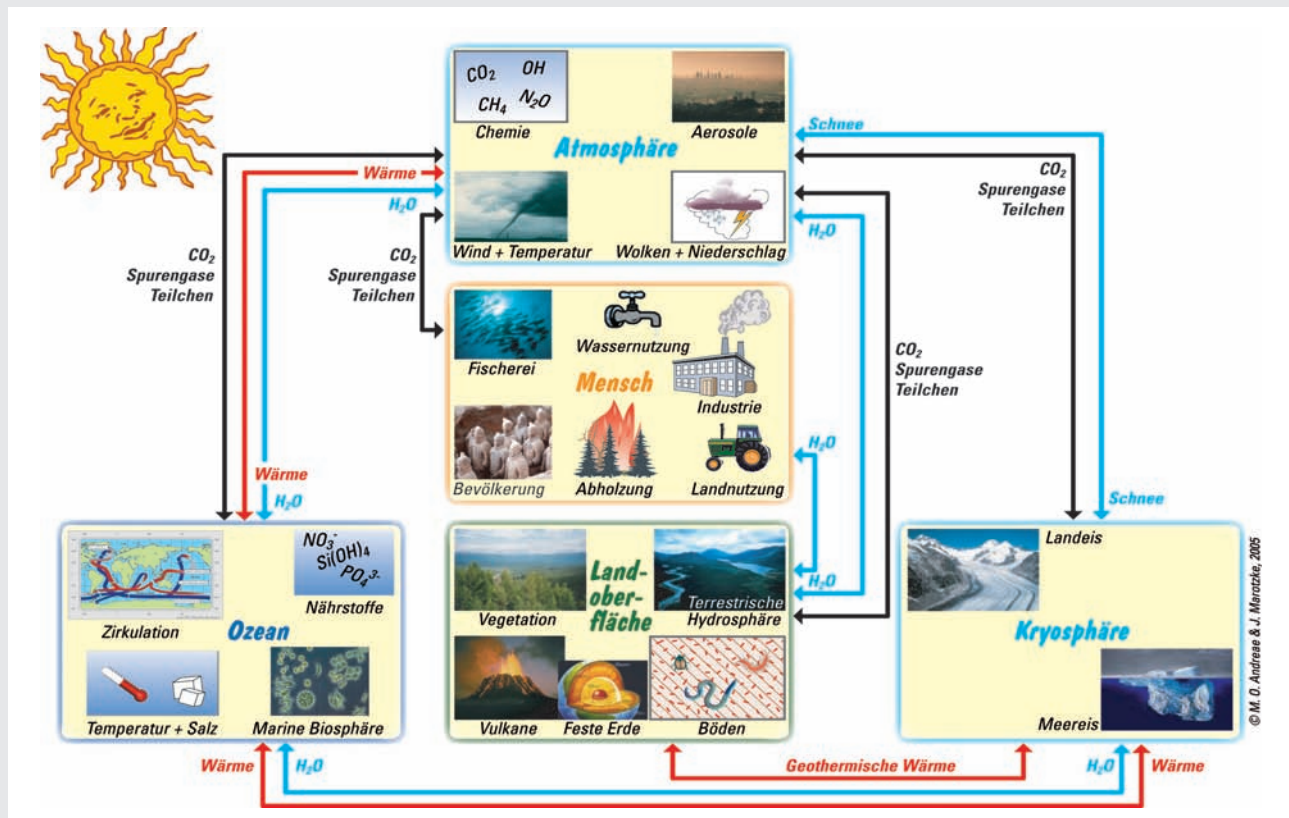 CO₂ OH
CH₄ N₂O
Chemie
Aerosole
Atmosphäre
Wind + Temperatur
Wolken + Niederschlag
Wärme
H₂O
CO₂
Spurengase
Teilchen
CO₂
Spurengase
Teilchen
Schnee
H₂O
CO₂
Spurengase
Teilchen
CO₂
Spurengase
Teilchen
Fischerei
Wassernutzung
Mensch
Industrie
Bevölkerung
Abholzung
Landnutzung
H₂O
H₂O
Wärme
H₂O
Schnee
NO₃⁻
Si(OH)₄
PO₄³⁻
Nährstoffe
Zirkulation
Ozean
Temperatur + Salz
Marine Biosphäre
Vegetation
Land-
ober-
fläche
Terrestrische
Hydrosphäre
Vulkane
Feste Erde
Böden
Landeis
Kryosphäre
Meereis
Wärme
H₂O
Geothermische Wärme
H₂O
Wärme
© M. O. Andreae & J. Marotzke, 2005